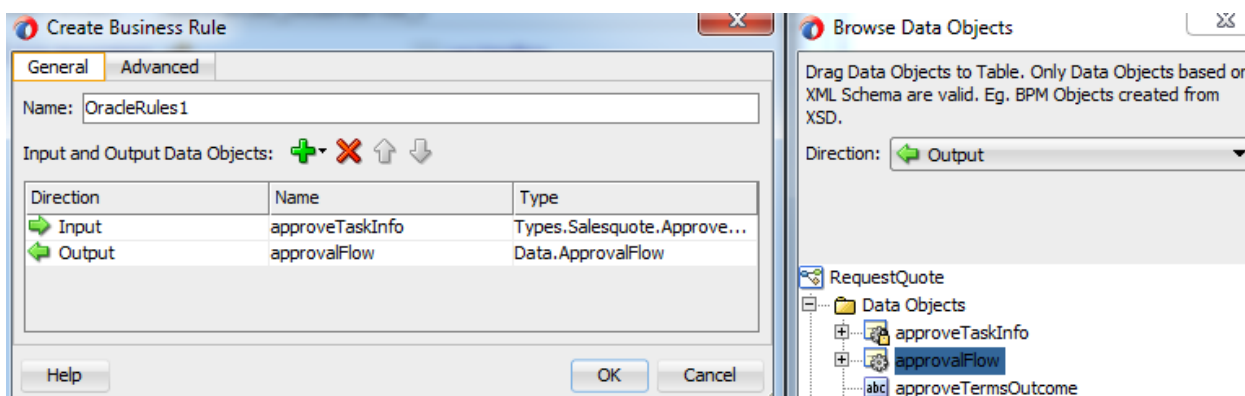 Create Business Rule
General Advanced
Name: OracleRules1
Input and Output Data Objects:
Direction Name Type
Input approveTaskInfo Types.Salesquote.Approve...
Output approvalFlow Data.ApprovalFlow
Help OK Cancel
Browse Data Objects
Drag Data Objects to Table. Only Data Objects based on
XML Schema are valid. Eg. BPM Objects created from
XSD.
Direction: Output
RequestQuote
Data Objects
approveTaskInfo
approvalFlow
abc approveTermsOutcome